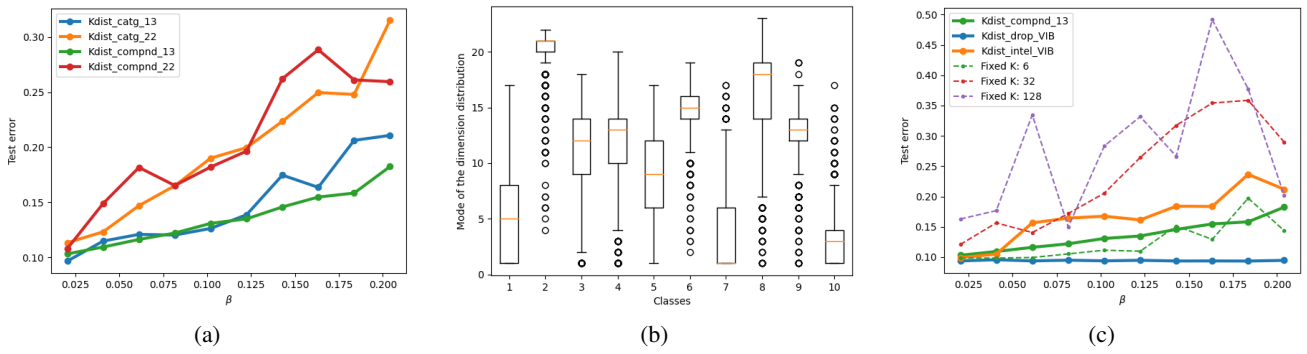 Kdist_catg_13
Kdist_catg_22
Kdist_compnd_13
Kdist_compnd_22
0.30
0.25
0.20
0.15
0.10
Test error
0.025 0.050 0.075 0.100 0.125 0.150 0.175 0.200
β
(a)
20
15
10
5
0
Mode of the dimension distribution
1 2 3 4 5 6 7 8 9 10
Classes
(b)
Kdist_compnd_13
Kdist_drop_VIB
Kdist_intel_VIB
Fixed K: 6
Fixed K: 32
Fixed K: 128
0.50
0.45
0.40
0.35
0.30
0.25
0.20
0.15
0.10
Test error
0.025 0.050 0.075 0.100 0.125 0.150 0.175 0.200
β
(c)